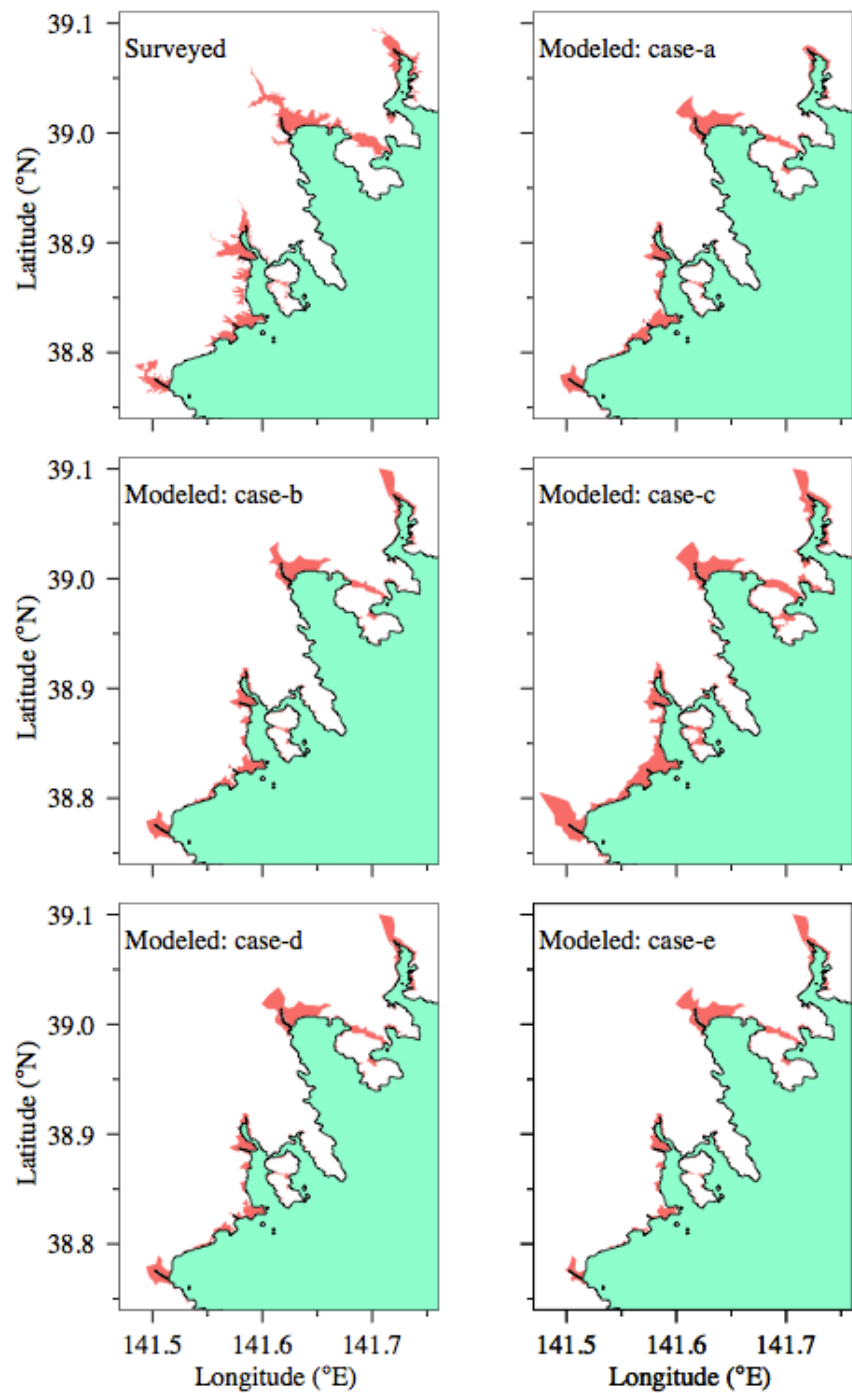 39.1
Surveyed
Modeled: case-a
39.0
Latitude (°N)
38.9
38.8
39.1
Modeled: case-b
Modeled: case-c
39.0
Latitude (°N)
38.9
38.8
39.1
Modeled: case-d
Modeled: case-e
39.0
Latitude (°N)
38.9
38.8
141.5 141.6 141.7 141.5 141.6 141.7
Longitude (°E) Longitude (°E)